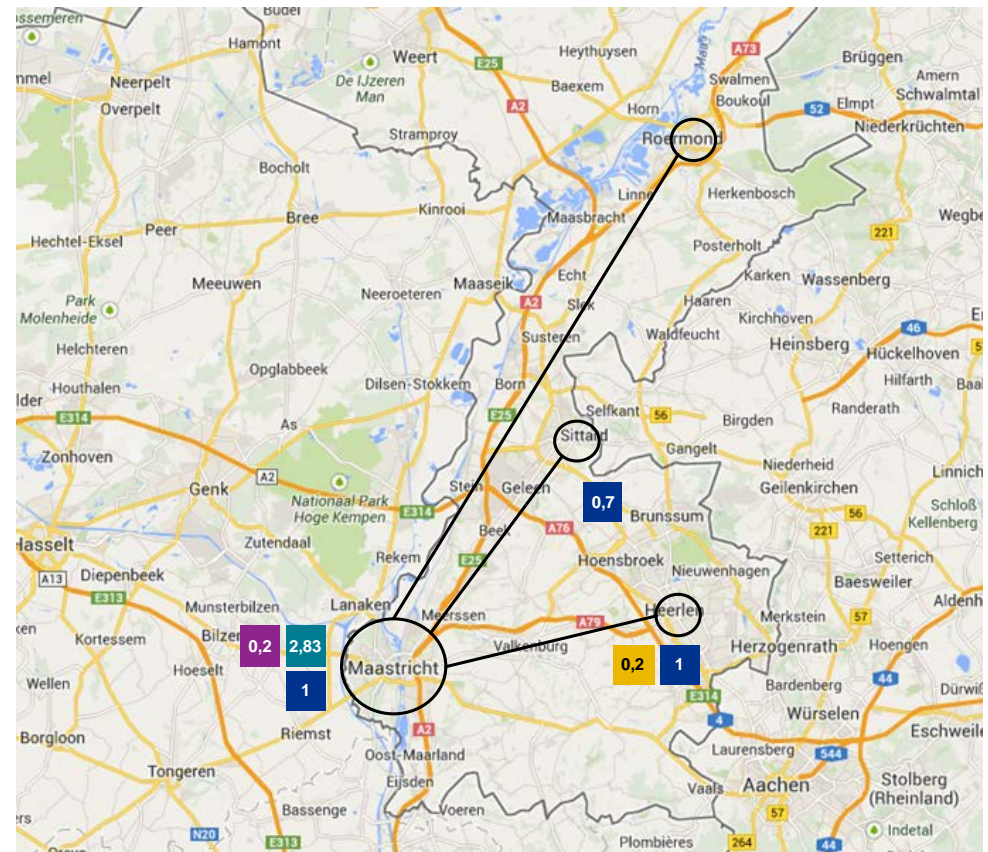 Budel
Hamont
Weert
Heythuysen
E25
A73
Maas
Brüggen
Neerpelt
De IJzeren
Man
Baexem
Swalmen
Amern
Overpelt
A2
Horn
Boukoul
52
Elmpt
Schwalmtal
Stramproy
Roermond
Niederkrüchten
Bocholt
Linne
Herkenbosch
Bree
Kinrooi
Maasbracht
Peer
221
Hechtel-Eksel
Posterholt
Meeuwen
Maaseik
Echt
Karken
Wassenberg
Park
Molenheide
Neeroeteren
A2
Slek
Haaren
Kirchhoven
46
Susteren
Waldfeucht
Heinsberg
Helchteren
Hückelhoven
Opglabbeek
Houthalen
Dilsen-Stokkem
Born
Hilfarth
E314
E25
Selfkant
56
Birgden
Randerath
As
Sittard
Gangelt
Zonhoven
A2
Niederheid
Linnich
Genk
Stein
Geleen
Geilenkirchen
Nationaal Park
Hoge Kempen
E314
0,7
Brunssum
56
Schloß
Kellenberg
Beek
A76
221
Hasselt
Zutendaal
Rekem
E25
Hoensbroek
Nieuwenhagen
Setterich
A13
Diepenbeek
Baesweiler
E313
Munsterbilzen
Lanaken
Meerssen
Heerlen
Merkstein
57
A79
Kortessem
Bilzen
0,2
2,83
Valkenburg
Herzogenrath
Hoengen
Hoeselt
Maastricht
0,2
1
44
Wellen
1
E314
Bardenberg
Würselen
Borgloon
Riemst
A2
4
Laurensberg
544
Eschweiler
Oost-Maarland
Tongeren
Eijsden
Vaals
Aachen
Stolberg
(Rheinland)
Bassenge
Voeren
57
N20
E313
Plombières
264
44
Indetal